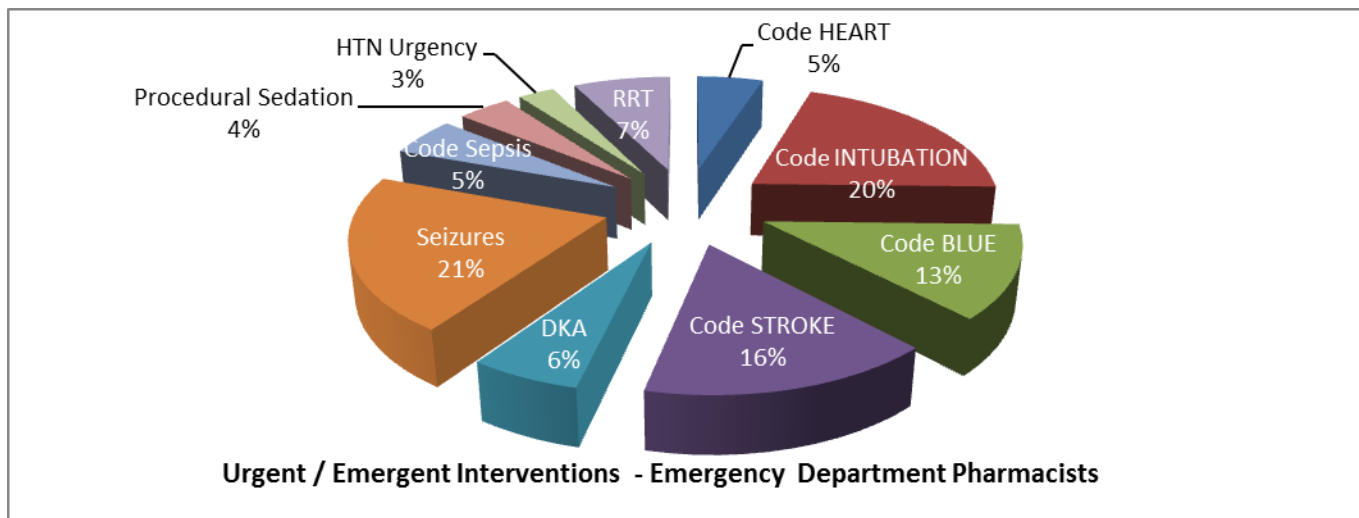 Code HEART
5%
HTN Urgency
3%
Procedural Sedation
4%
RRT
7%
Code Sepsis
5%
Code INTUBATION
20%
Seizures
21%
Code BLUE
13%
DKA
6%
Code STROKE
16%
Urgent / Emergent Interventions - Emergency Department Pharmacists